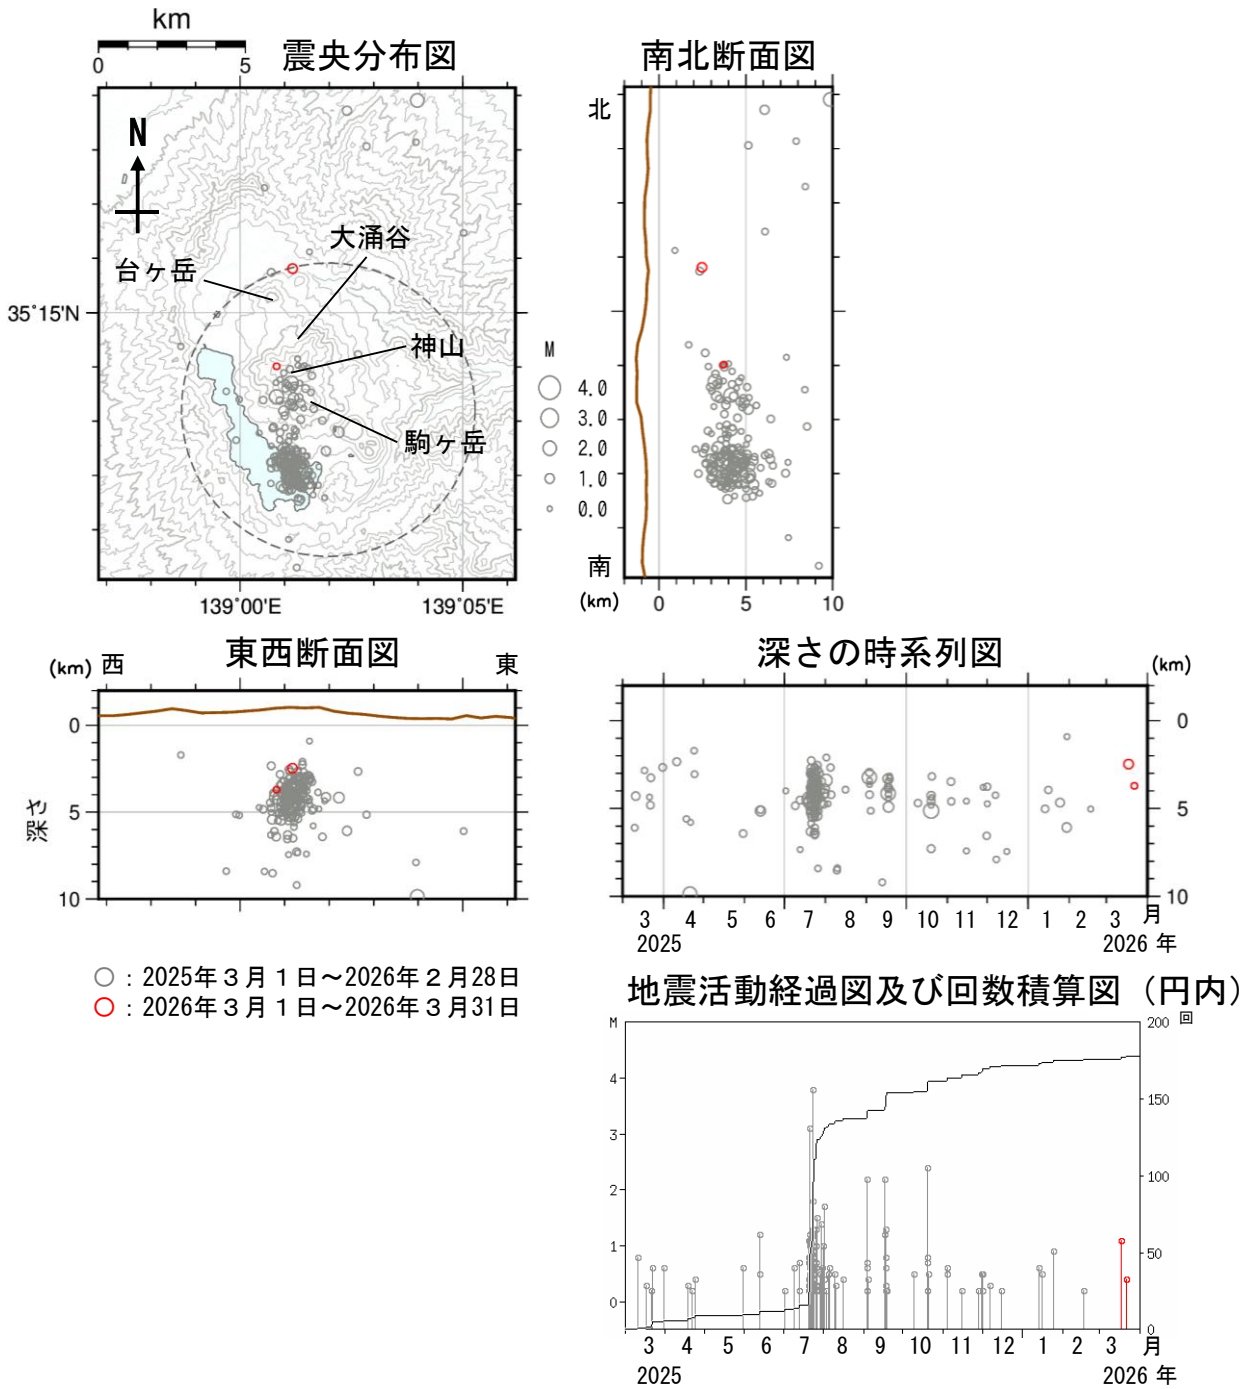 km
0 5
震央分布図
N
大涌谷
台ヶ岳
35°15'N
神山
駒ヶ岳
139°00'E 139°05'E
M
4.0
3.0
2.0
1.0
0.0
南北断面図
北
南
(km) 0 5 10
東西断面図
(km) 西 東
0
5
10
深さ
深さの時系列図
(km)
0
5
10
3 4 5 6 7 8 9 10 11 12 1 2 3 月
2025 2026 年
○ : 2025年３月１日～2026年２月28日
○ : 2026年３月１日～2026年３月31日
地震活動経過図及び回数積算図（円内）
M 200 回
4
150
3
2 100
1 50
0
0
3 4 5 6 7 8 9 10 11 12 1 2 3 月
2025 2026 年